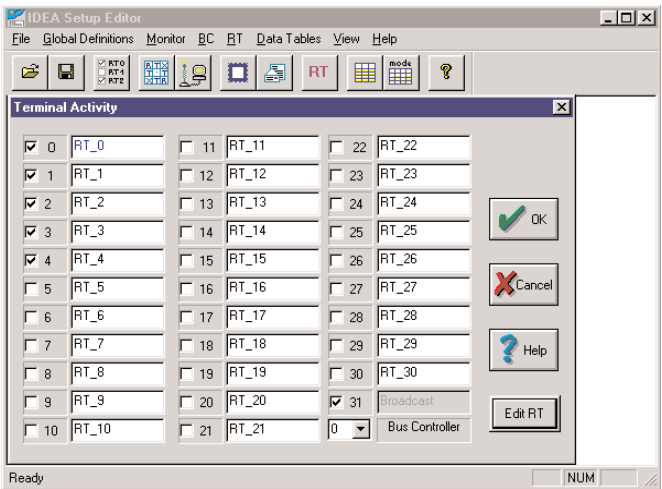 IDEA Setup Editor
File Global Definitions Monitor BC RT Data Tables View Help
RT0
RT1
RT2
RT
mode
?
Terminal Activity
0 RT_0 11 RT_11 22 RT_22
1 RT_1 12 RT_12 23 RT_23
2 RT_2 13 RT_13 24 RT_24
3 RT_3 14 RT_14 25 RT_25
4 RT_4 15 RT_15 26 RT_26
5 RT_5 16 RT_16 27 RT_27
6 RT_6 17 RT_17 28 RT_28
7 RT_7 18 RT_18 29 RT_29
8 RT_8 19 RT_19 30 RT_30
9 RT_9 20 RT_20 31 Broadcast
10 RT_10 21 RT_21 0 Bus Controller
OK
Cancel
Help
Edit RT
Ready NUM